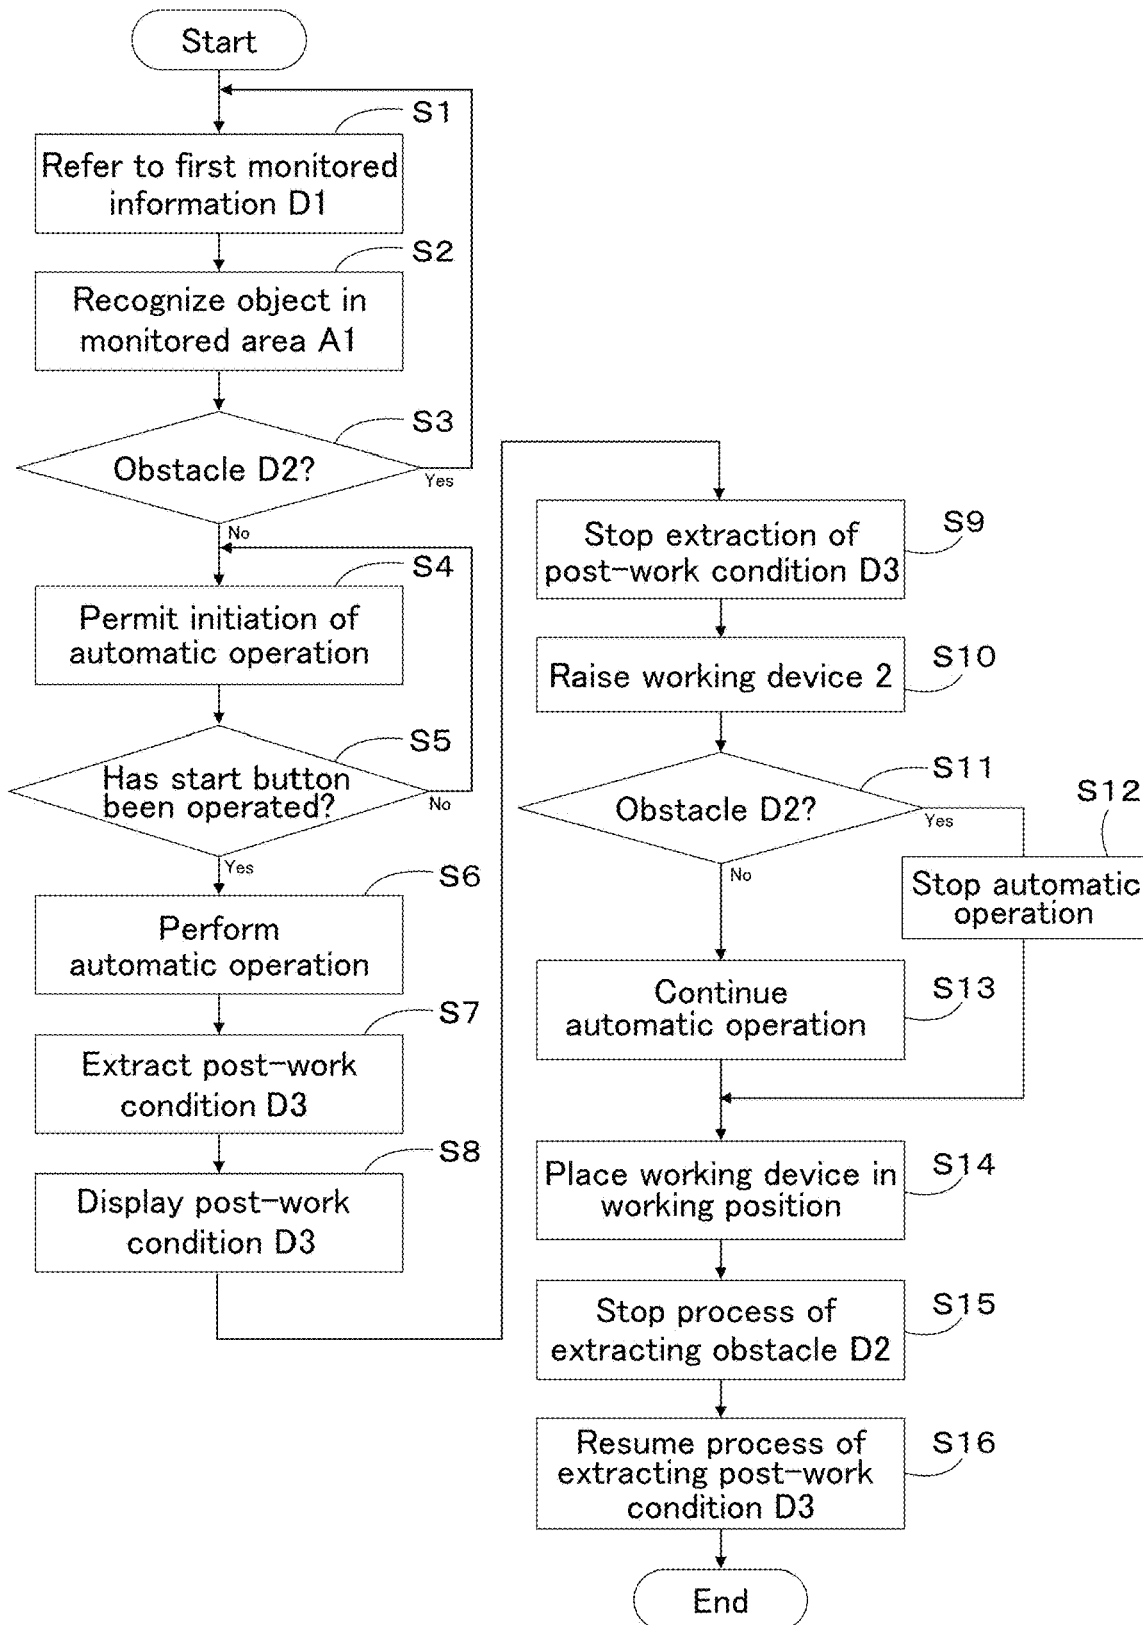 Start
S1
Refer to first monitored
information D1
S2
Recognize object in
monitored area A1
S3
Obstacle D2?
Yes
No
S4
Permit initiation of
automatic operation
S5
Has start button
been operated?
No
Yes
S6
Perform
automatic operation
S7
Extract post-work
condition D3
S8
Display post-work
condition D3
S9
Stop extraction of
post-work condition D3
S10
Raise working device 2
S11
Obstacle D2?
Yes
No
S12
Stop automatic
operation
S13
Continue
automatic operation
S14
Place working device in
working position
S15
Stop process of
extracting obstacle D2
S16
Resume process of
extracting post-work
condition D3
End